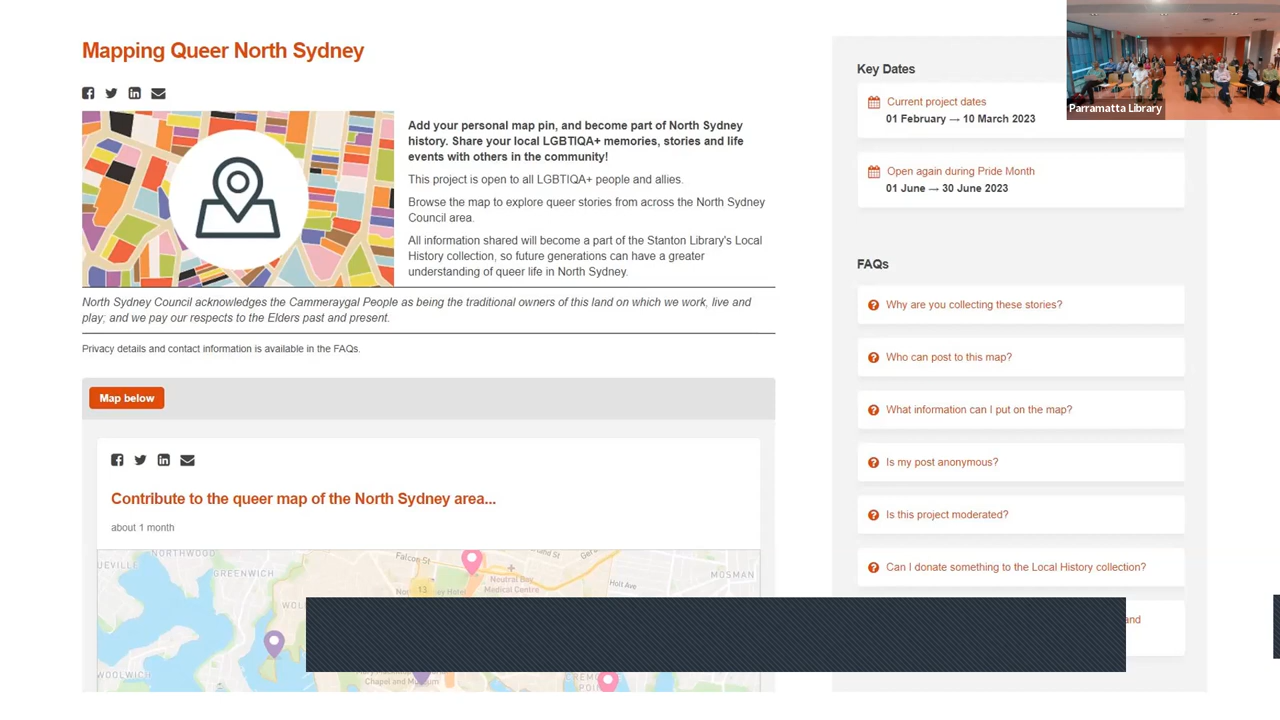 Mapping Queer North Sydney
Add your personal map pin, and become part of North Sydney
history. Share your local LGBTIQA+ memories, stories and life
events with others in the community!
This project is open to all LGBTIQA+ people and allies.
Browse the map to explore queer stories from across the North Sydney
Council area.
All information shared will become a part of the Stanton Library's Local
History collection, so future generations can have a greater
understanding of queer life in North Sydney.
North Sydney Council acknowledges the Cammeraygal People as being the traditional owners of this land on which we work, live and
play; and we pay our respects to the Elders past and present.
Privacy details and contact information is available in the FAQs.
Map below
Contribute to the queer map of the North Sydney area...
about 1 month
NORTHWOOD
GREENWICH
Falcon St
Neutral Bay
Medical Centre
Holt Ave
MOSMAN
13
WOOLWICH
Chapel and Museum
Key Dates
Current project dates
01 February → 10 March 2023
Open again during Pride Month
01 June → 30 June 2023
FAQs
Why are you collecting these stories?
Who can post to this map?
What information can I put on the map?
Is my post anonymous?
Is this project moderated?
Can I donate something to the Local History collection?
and
Parramatta Library